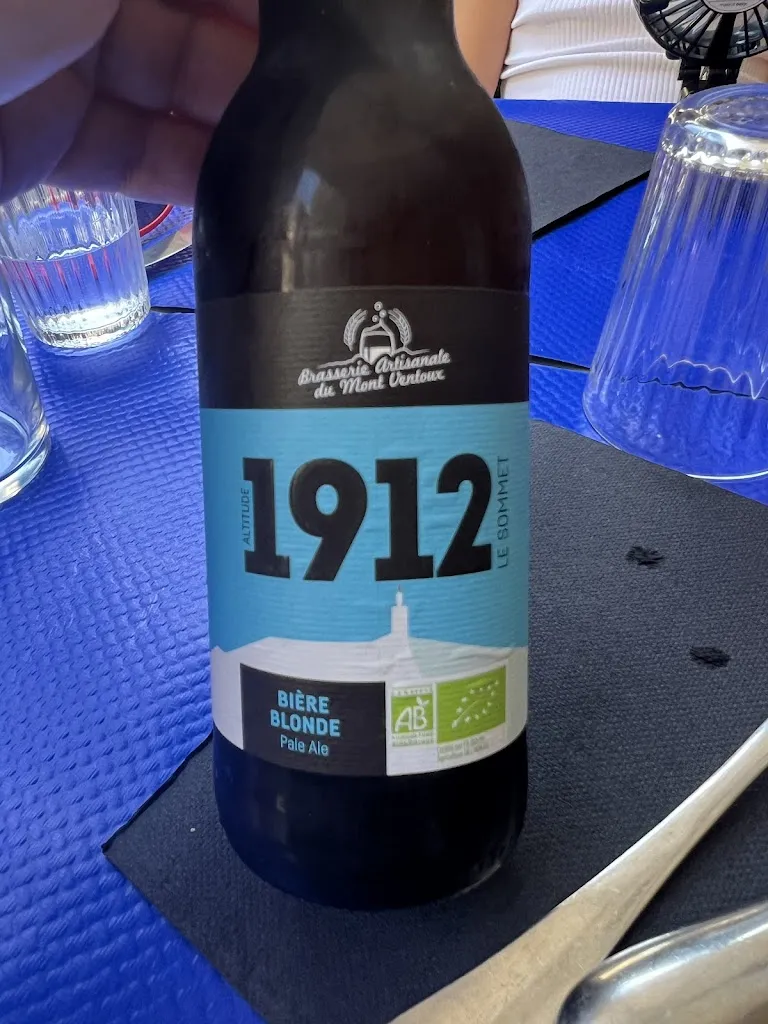 Brasserie Artisanale
du Mont Ventoux
ALTITUDE
1912
LE SOMMET
BIÈRE
BLONDE
Pale Ale
AB